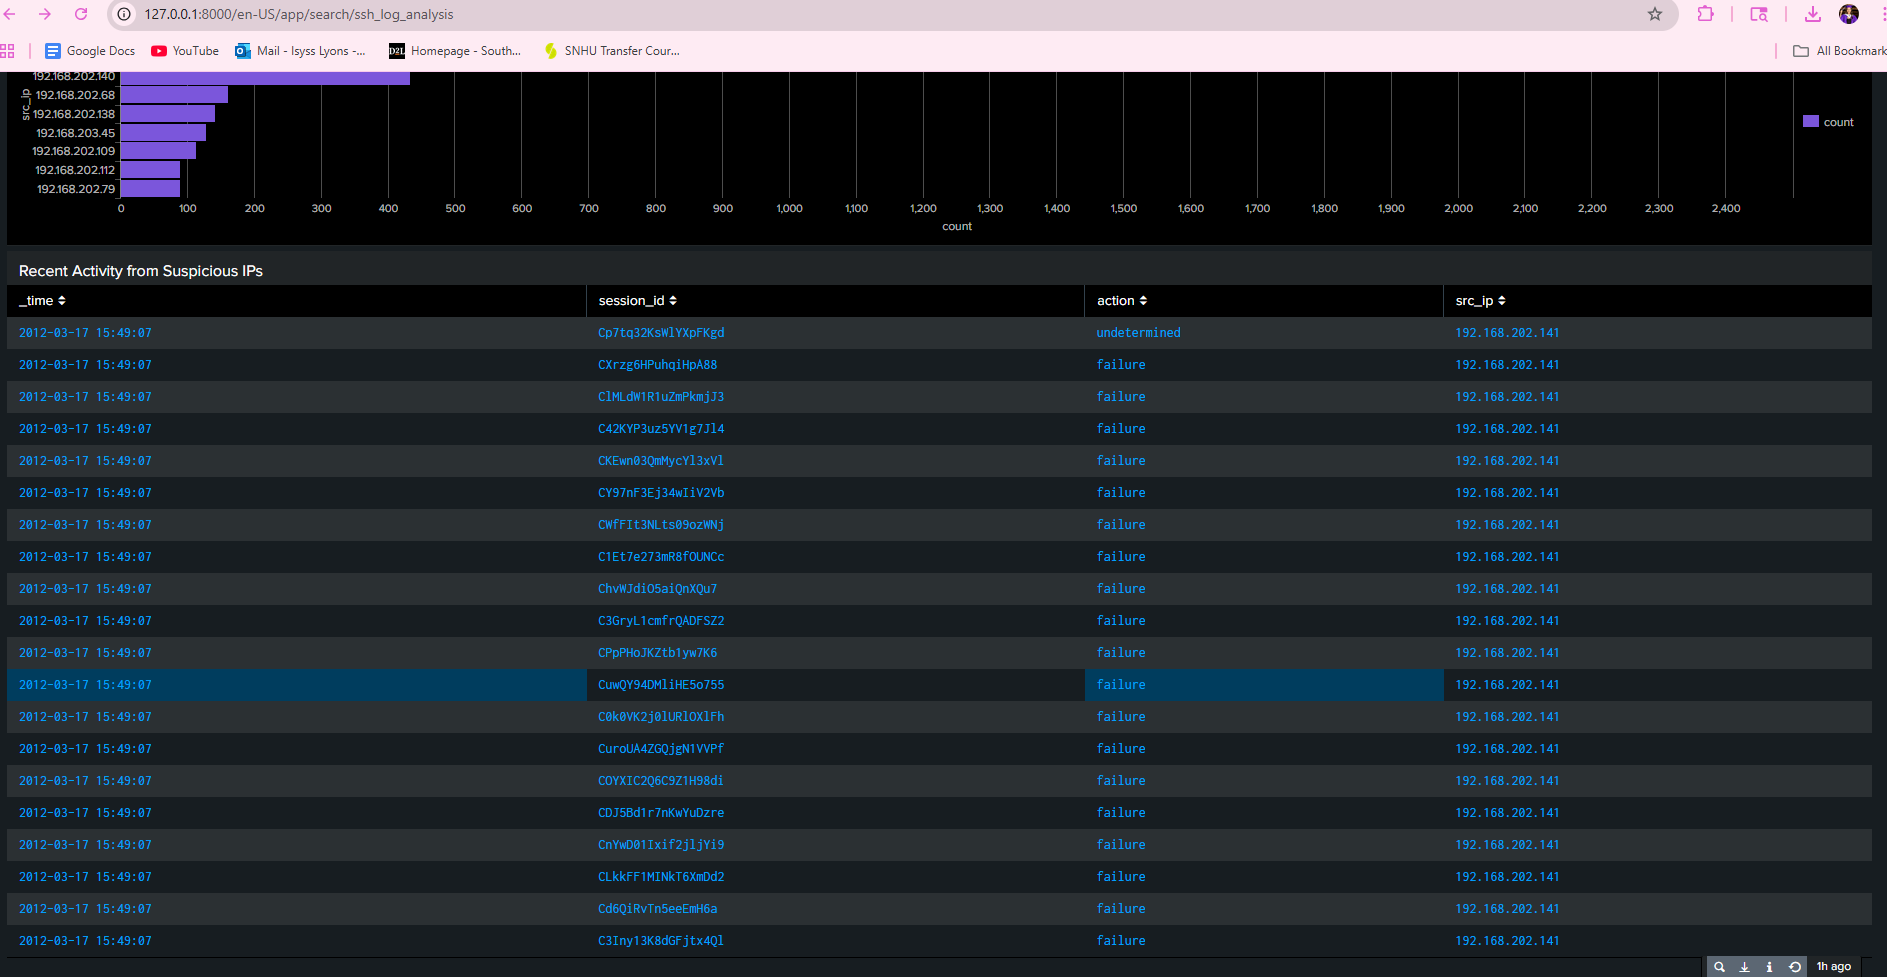 127.0.0.1:8000/en-US/app/search/ssh_log_analysis
Google Docs YouTube Mail - Isyss Lyons -... D2L Homepage - South... SNHU Transfer Cour... All Bookmark
192.168.202.140
192.168.202.68
192.168.202.138
192.168.203.45
192.168.202.109
192.168.202.112
192.168.202.79
src_ip
count
0 100 200 300 400 500 600 700 800 900 1,000 1,100 1,200 1,300 1,400 1,500 1,600 1,700 1,800 1,900 2,000 2,100 2,200 2,300 2,400
count
Recent Activity from Suspicious IPs
_time session_id action src_ip
2012-03-17 15:49:07 Cp7tq32KsWlYXpFKgd undetermined 192.168.202.141
2012-03-17 15:49:07 CXrzg6HPuhqiHpA88 failure 192.168.202.141
2012-03-17 15:49:07 ClMLdW1R1uZmPkmjJ3 failure 192.168.202.141
2012-03-17 15:49:07 C42KYP3uz5YV1g7Jl4 failure 192.168.202.141
2012-03-17 15:49:07 CKEwn03QmMycYl3xVl failure 192.168.202.141
2012-03-17 15:49:07 CY97nF3Ej34wIiV2Vb failure 192.168.202.141
2012-03-17 15:49:07 CWfFIt3NLts09ozWNj failure 192.168.202.141
2012-03-17 15:49:07 C1Et7e273mR8fOUNCc failure 192.168.202.141
2012-03-17 15:49:07 ChvWJdiO5aiQnXQu7 failure 192.168.202.141
2012-03-17 15:49:07 C3GryL1cmfrQADFSZ2 failure 192.168.202.141
2012-03-17 15:49:07 CPpPHoJKZtb1yw7K6 failure 192.168.202.141
2012-03-17 15:49:07 CuwQY94DMliHE5o755 failure 192.168.202.141
2012-03-17 15:49:07 C0k0VK2j0lURlOXlFh failure 192.168.202.141
2012-03-17 15:49:07 CuroUA4ZGQjgN1VVPf failure 192.168.202.141
2012-03-17 15:49:07 COYXIC2Q6C9Z1H98di failure 192.168.202.141
2012-03-17 15:49:07 CDJ5Bd1r7nKwYuDzre failure 192.168.202.141
2012-03-17 15:49:07 CnYwD01Ixif2jljYi9 failure 192.168.202.141
2012-03-17 15:49:07 CLkkFF1MINkT6XmDd2 failure 192.168.202.141
2012-03-17 15:49:07 Cd6QiRvTn5eeEmH6a failure 192.168.202.141
2012-03-17 15:49:07 C3Iny13K8dGFjtx4Ql failure 192.168.202.141
1h ago